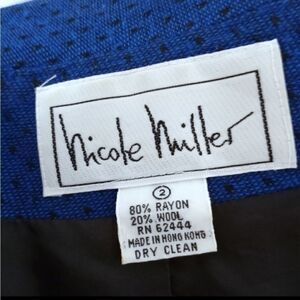 nicole miller
2
80% RAYON
20% WOOL
RN 62444
MADE IN HONG KONG
DRY CLEAN